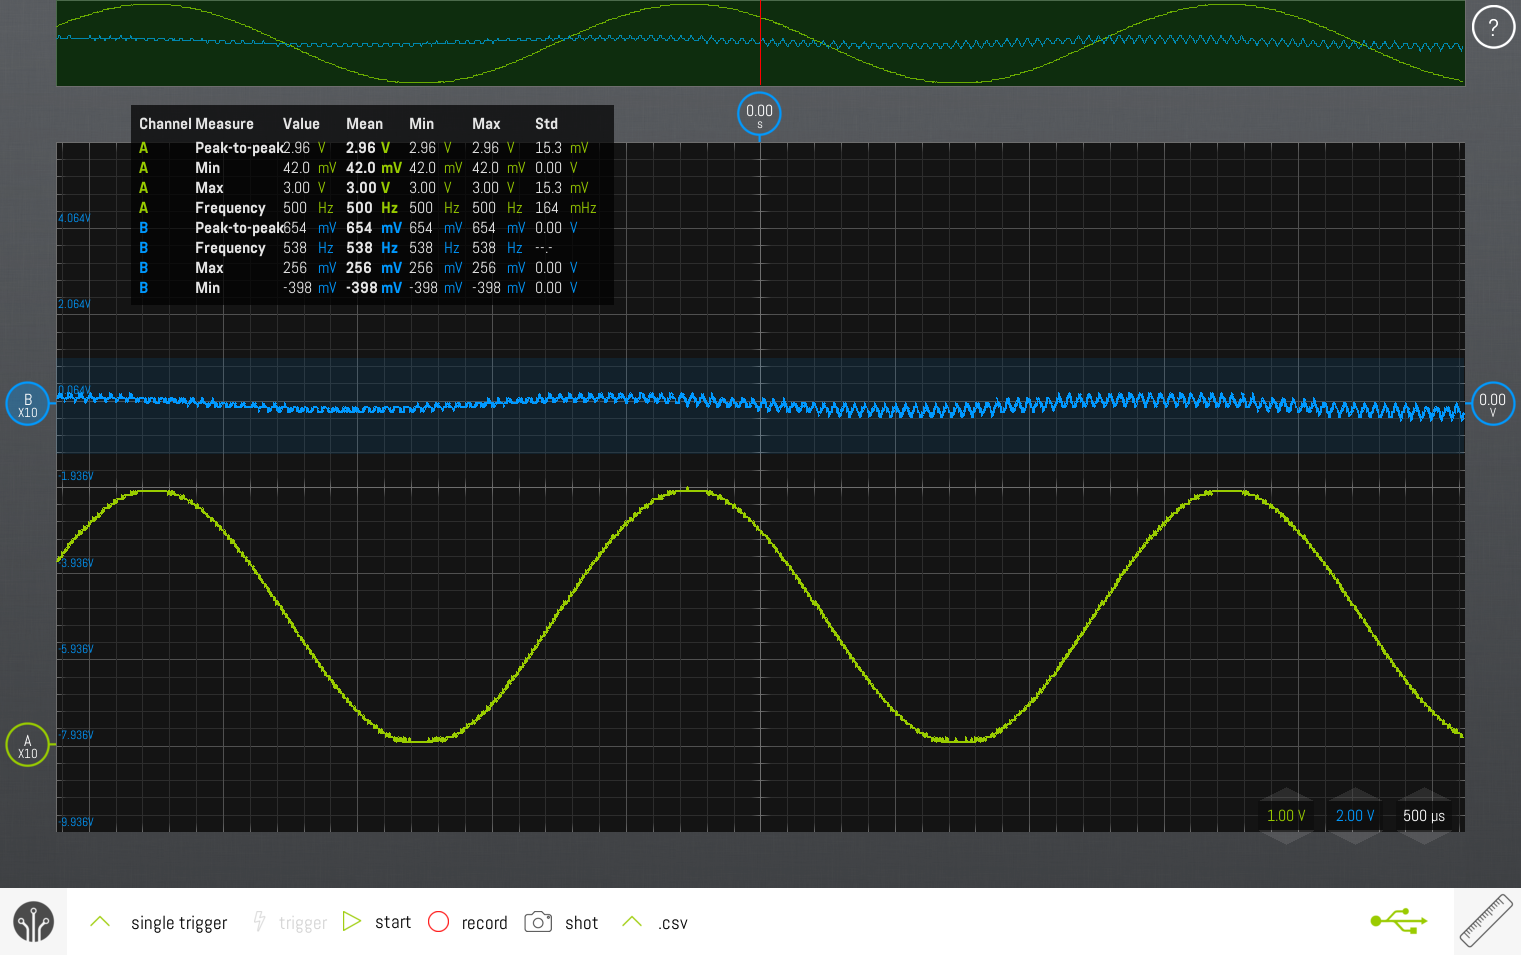 ?
0.00
s
Channel Measure Value Mean Min Max Std
A Peak-to-peak 2.96 V 2.96 V 2.96 V 2.96 V 15.3 mV
A Min 42.0 mV 42.0 mV 42.0 mV 42.0 mV 0.00 V
A Max 3.00 V 3.00 V 3.00 V 3.00 V 15.3 mV
A Frequency 500 Hz 500 Hz 500 Hz 500 Hz 164 mHz
B Peak-to-peak 654 mV 654 mV 654 mV 654 mV 0.00 V
B Frequency 538 Hz 538 Hz 538 Hz 538 Hz --.-
B Max 256 mV 256 mV 256 mV 256 mV 0.00 V
B Min -398 mV -398 mV -398 mV -398 mV 0.00 V
4.064V
2.064V
0.064V
B
X10
0.00
V
-1.936V
-3.936V
-5.936V
-7.936V
A
X10
-9.936V
1.00 V 2.00 V 500 µs
single trigger trigger start record shot .csv